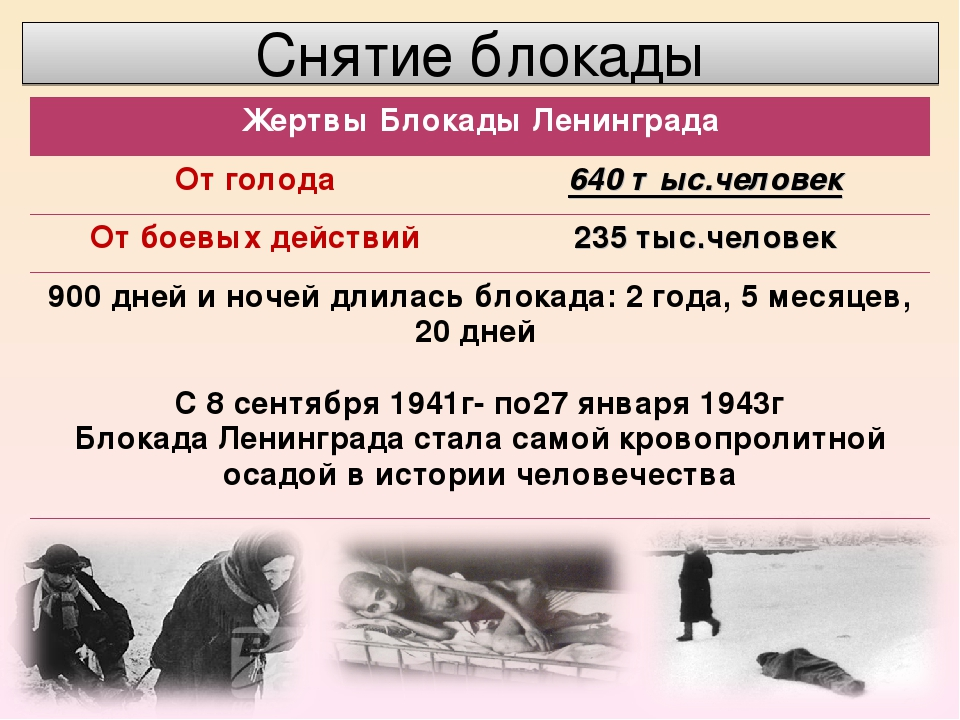 Снятие блокады
Жертвы Блокады Ленинграда
От голода 640 т ыс.человек
От боевых действий 235 тыс.человек
900 дней и ночей длилась блокада: 2 года, 5 месяцев,
20 дней
С 8 сентября 1941г- по27 января 1943г
Блокада Ленинграда стала самой кровопролитной
осадой в истории человечества